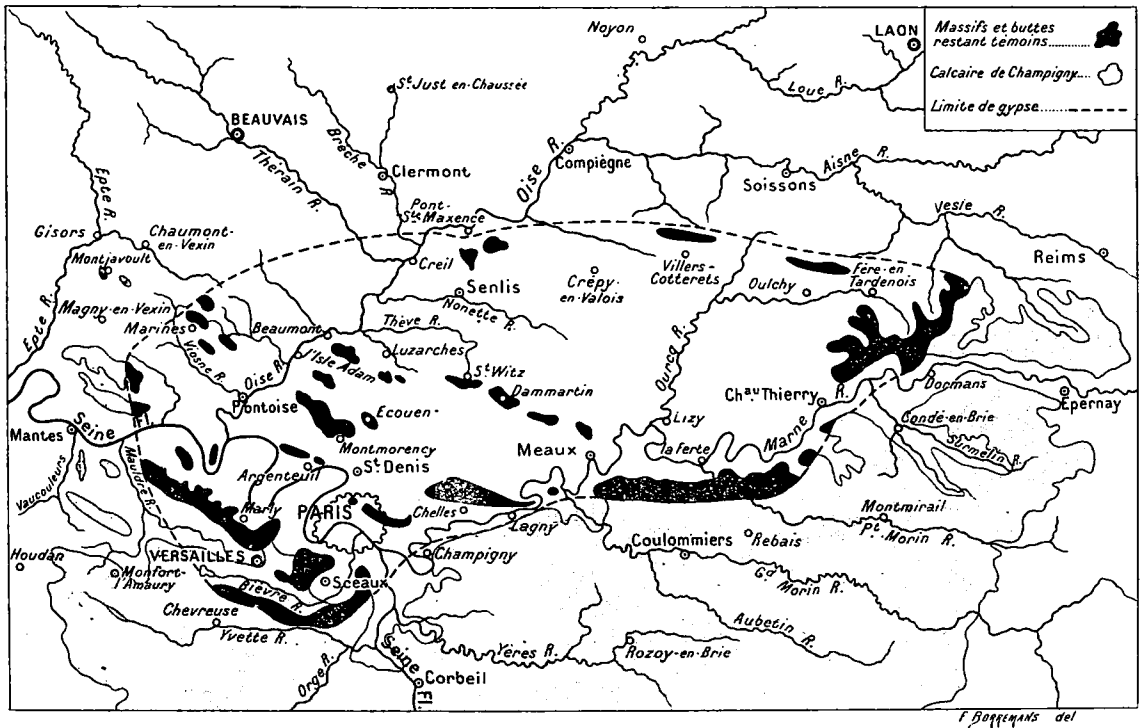 Massifs et buttes
restant témoins
Calcaire de Champigny
Limite de gypse
Noyon
LAON
St Just en-Chaussée
BEAUVAIS
Brèche R
Thérain R.
Clermont
Oise R.
Compiègne
Aisne R.
Soissons
Vesle R.
Reims
Epte R.
Gisors
Chaumont-
en-Vexin
Montjavoult
Pont-
Ste Maxence
Creil
Senlis
Nonette R.
Crépy-
en-Valois
Villers-
Cotterets
Oulchy
Fère-en
Tardenois
Magny-en-Vexin
Marines
Viosne R.
Epte R.
Beaumont
Thève R.
Luzarches
l'Isle Adam
Oise R.
Pontoise
St Witz
Dammartin
Ecouen
Montmorency
Ourcq R.
Lizy
Chau Thierry
Marne R.
Dormans
Epernay
Condé-en-Brie
Surmelin R.
Mantes
Seine
Mauldre R.
Vaucouleurs
Argenteuil
St Denis
Meaux
la Ferte
Marly
PARIS
Chelles
Lagny
Montmirail
Pt Morin R.
VERSAILLES
Champigny
Coulommiers
Rebais
Houdan
Monfort-
l'Amaury
Sceaux
Bièvre R.
Gd Morin R.
Chevreuse
Yvette R.
Aubetin R.
Yères R.
Rozoy-en-Brie
Orge R.
Seine Fl.
Corbeil
F BORREMANS del